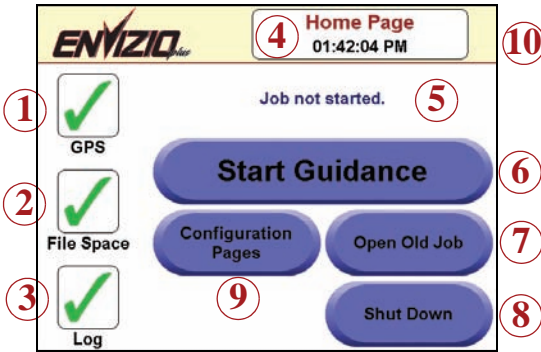 ENVIZIO plus
④ Home Page
01:42:04 PM
⑩
① GPS
Job not started. ⑤
Start Guidance ⑥
② File Space
Configuration
Pages
⑨
Open Old Job ⑦
③ Log
Shut Down ⑧